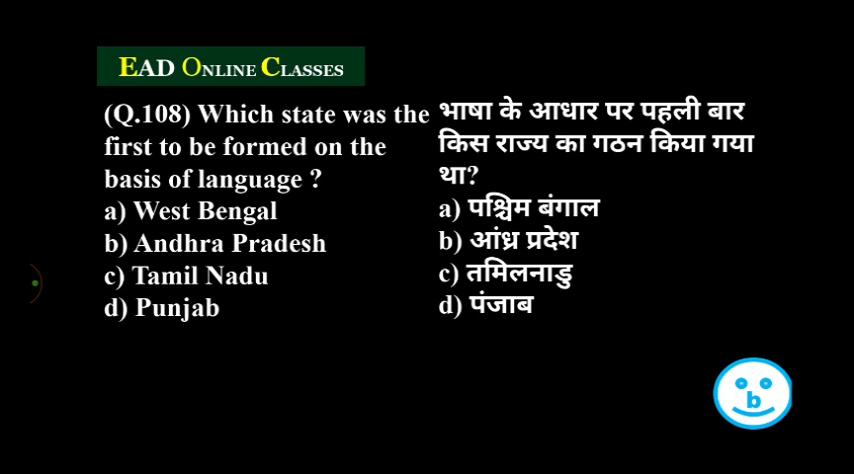 EAD ONLINE CLASSES
(Q.108) Which state was the
first to be formed on the
basis of language ?
a) West Bengal
b) Andhra Pradesh
c) Tamil Nadu
d) Punjab
भाषा के आधार पर पहली बार
किस राज्य का गठन किया गया
था?
a) पश्चिम बंगाल
b) आंध्र प्रदेश
c) तमिलनाडु
d) पंजाब
b